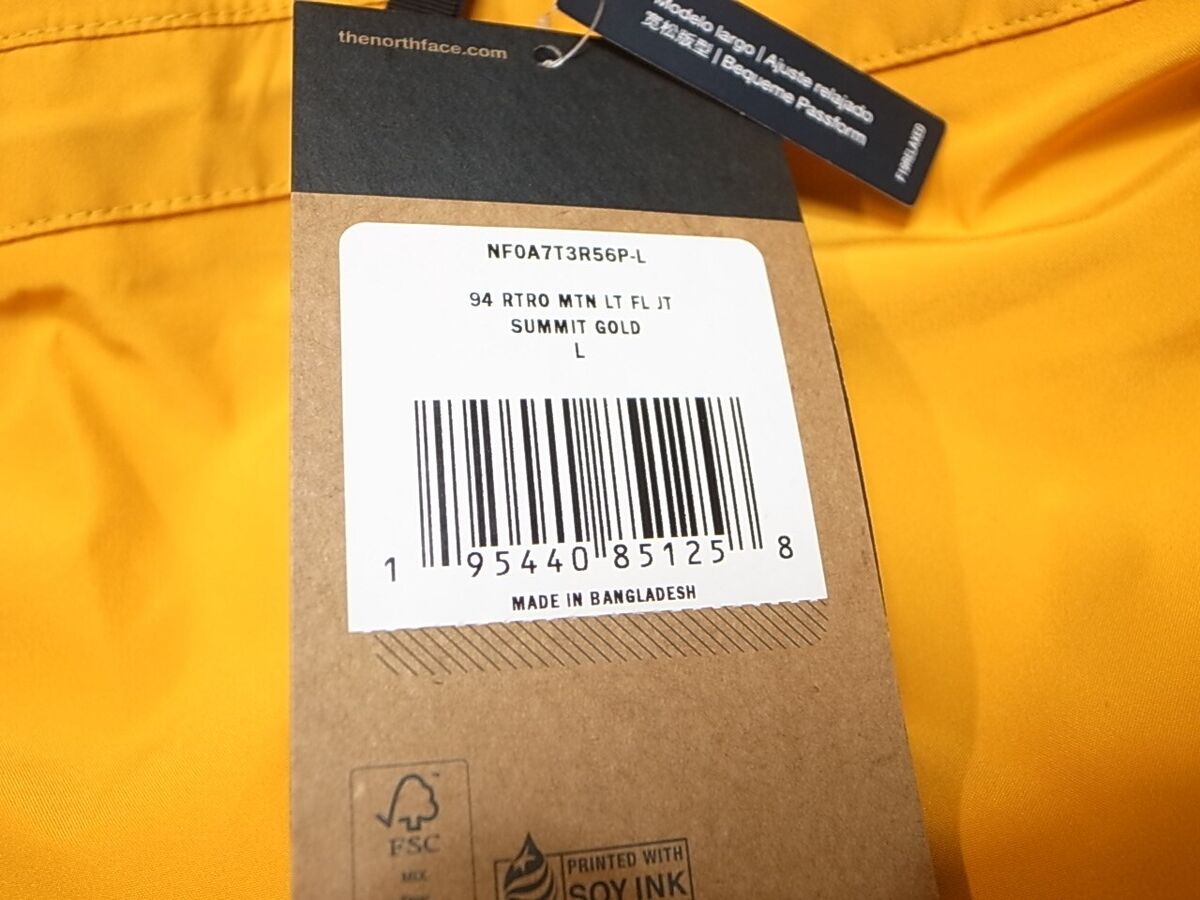 thenorthface.com
Modelo largo | Ajuste relajado
宽松版型 | Bequeme Passform
F19RELAXED
NF0A7T3R56P-L
94 RTRO MTN LT FL JT
SUMMIT GOLD
L
1 95440 85125 8
MADE IN BANGLADESH
FSC
MIX
PRINTED WITH
SOY INK